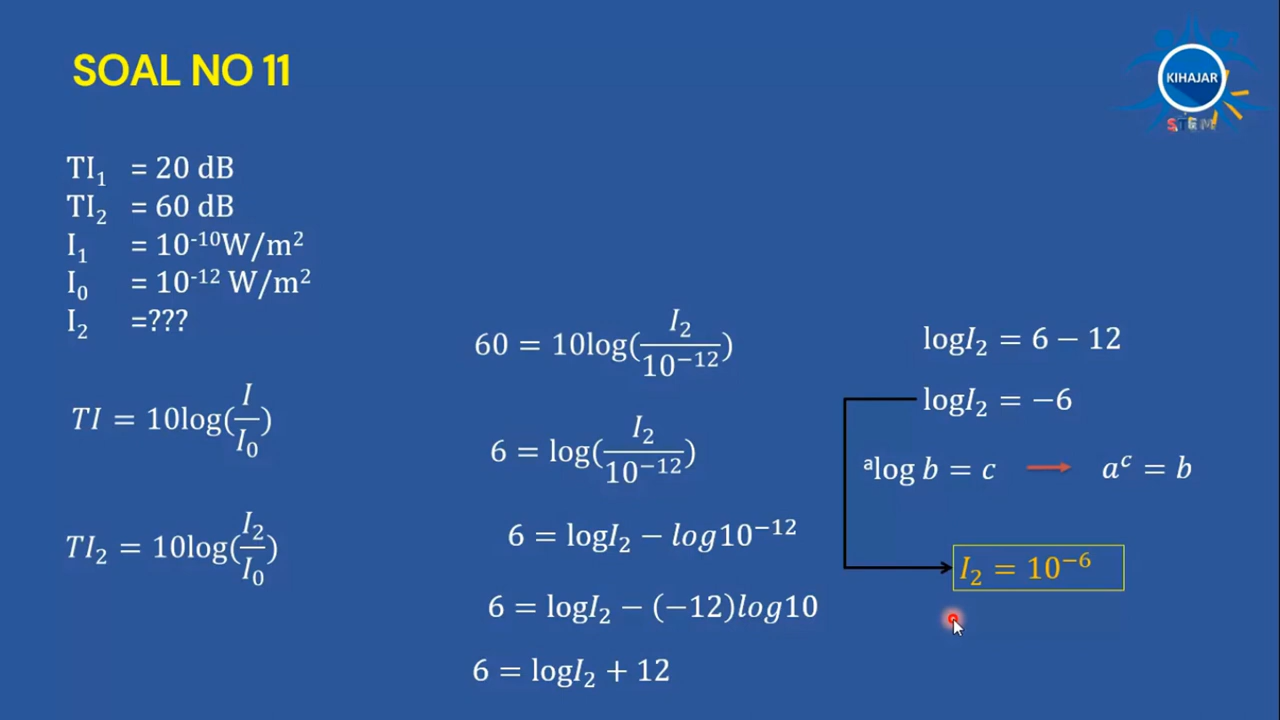 SOAL NO 11
KIHAJAR
STEM
TI₁ = 20 dB
TI₂ = 60 dB
I₁ = 10⁻¹⁰W/m²
I₀ = 10⁻¹² W/m²
I₂ =???
TI = 10log(I/I₀)
TI₂ = 10log(I₂/I₀)
60 = 10log(I₂/10⁻¹²)
6 = log(I₂/10⁻¹²)
6 = logI₂ − log10⁻¹²
6 = logI₂ − (−12)log10
6 = logI₂ + 12
logI₂ = 6 − 12
logI₂ = −6
ᵃlog b = c → aᶜ = b
I₂ = 10⁻⁶